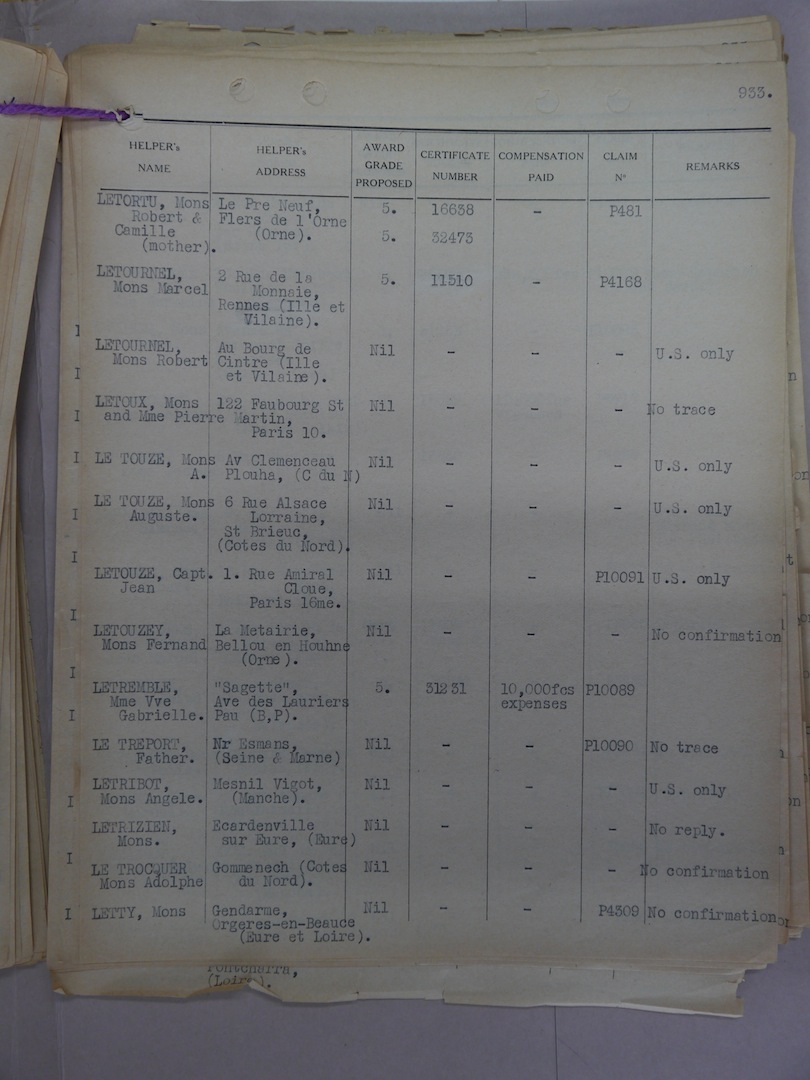 933.
HELPER's NAME HELPER's ADDRESS AWARD GRADE PROPOSED CERTIFICATE NUMBER COMPENSATION PAID CLAIM N° REMARKS
LETORTU, Mons Le Pre Neuf, 5. 16638 - P481
Robert & Flers de l'Orne
Camille (Orne). 5. 32473
(mother).
LETOURNEL, 2 Rue de la 5. 11510 - P4168
Mons Marcel Monnaie,
Rennes (Ille et
Vilaine).
LETOURNEL, Au Bourg de Nil - - - U.S. only
Mons Robert Cintre (Ille
et Vilaine).
LETOUX, Mons 122 Faubourg St Nil - - - No trace
and Mme Pierre Martin,
Paris 10.
LE TOUZE, Mons Av Clemenceau Nil - - - U.S. only
A. Plouha, (C du N)
LE TOUZE, Mons 6 Rue Alsace Nil - - - U.S. only
Auguste. Lorraine,
St Brieuc,
(Cotes du Nord).
LETOUZE, Capt. 1. Rue Amiral Nil - - P10091 U.S. only
Jean Cloue,
Paris 16me.
LETOUZEY, La Metairie, Nil - - - No confirmation
Mons Fernand Bellou en Houhne
(Orne).
LETREMBLE, "Sagette", 5. 31231 10,000fcs P10089
Mme Vve Ave des Lauriers expenses
Gabrielle. Pau (B,P).
LE TREPORT, Nr Esmans, Nil - - P10090 No trace
Father. (Seine & Marne)
LETRIBOT, Mesnil Vigot, Nil - - - U.S. only
Mons Angele. (Manche).
LETRIZIEN, Ecardenville Nil - - - No reply.
Mons. sur Eure, (Eure)
LE TROCQUER Gommenech (Cotes Nil - - - No confirmation
Mons Adolphe du Nord).
LETTY, Mons Gendarme, Nil - - P4309 No confirmation
Orgeres-en-Beauce
(Eure et Loire).
(Loire).